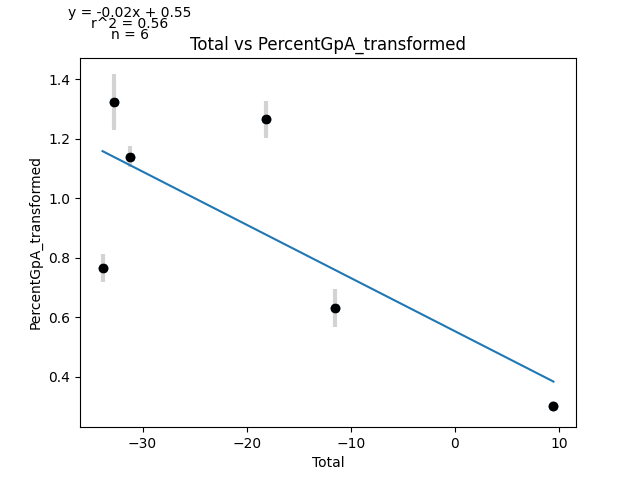 y = -0.02x + 0.55
r^2 = 0.56
n = 6
Total vs PercentGpA_transformed
PercentGpA_transformed
1.4
1.2
1.0
0.8
0.6
0.4
−30
−20
−10
0
10
Total